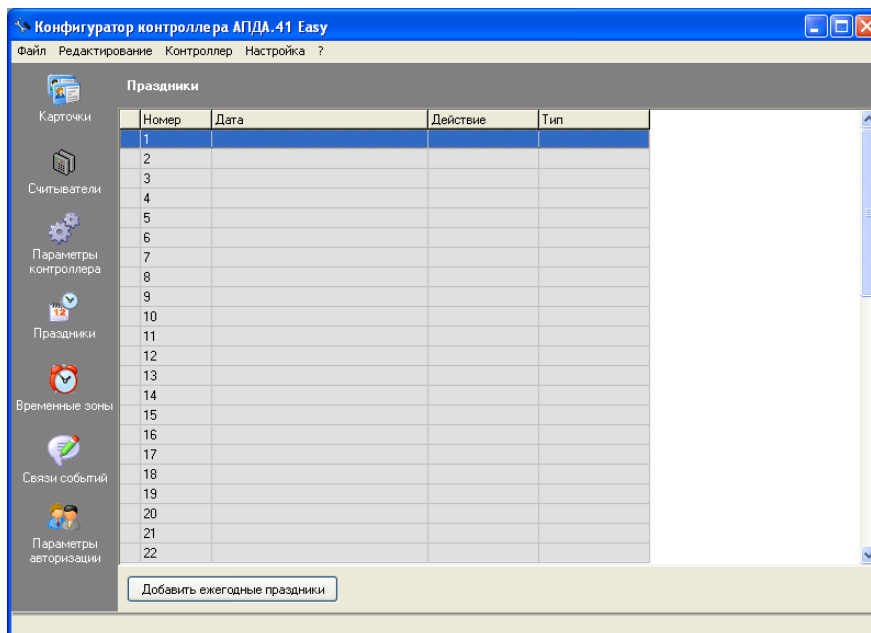 Конфигуратор контроллера АПДА.41 Easy
Файл Редактирование Контроллер Настройка ?
Праздники
Карточки
Считыватели
Параметры
контроллера
12
Праздники
Временные зоны
Связи событий
Параметры
авторизации
Номер Дата Действие Тип
1
2
3
4
5
6
7
8
9
10
11
12
13
14
15
16
17
18
19
20
21
22
Добавить ежегодные праздники